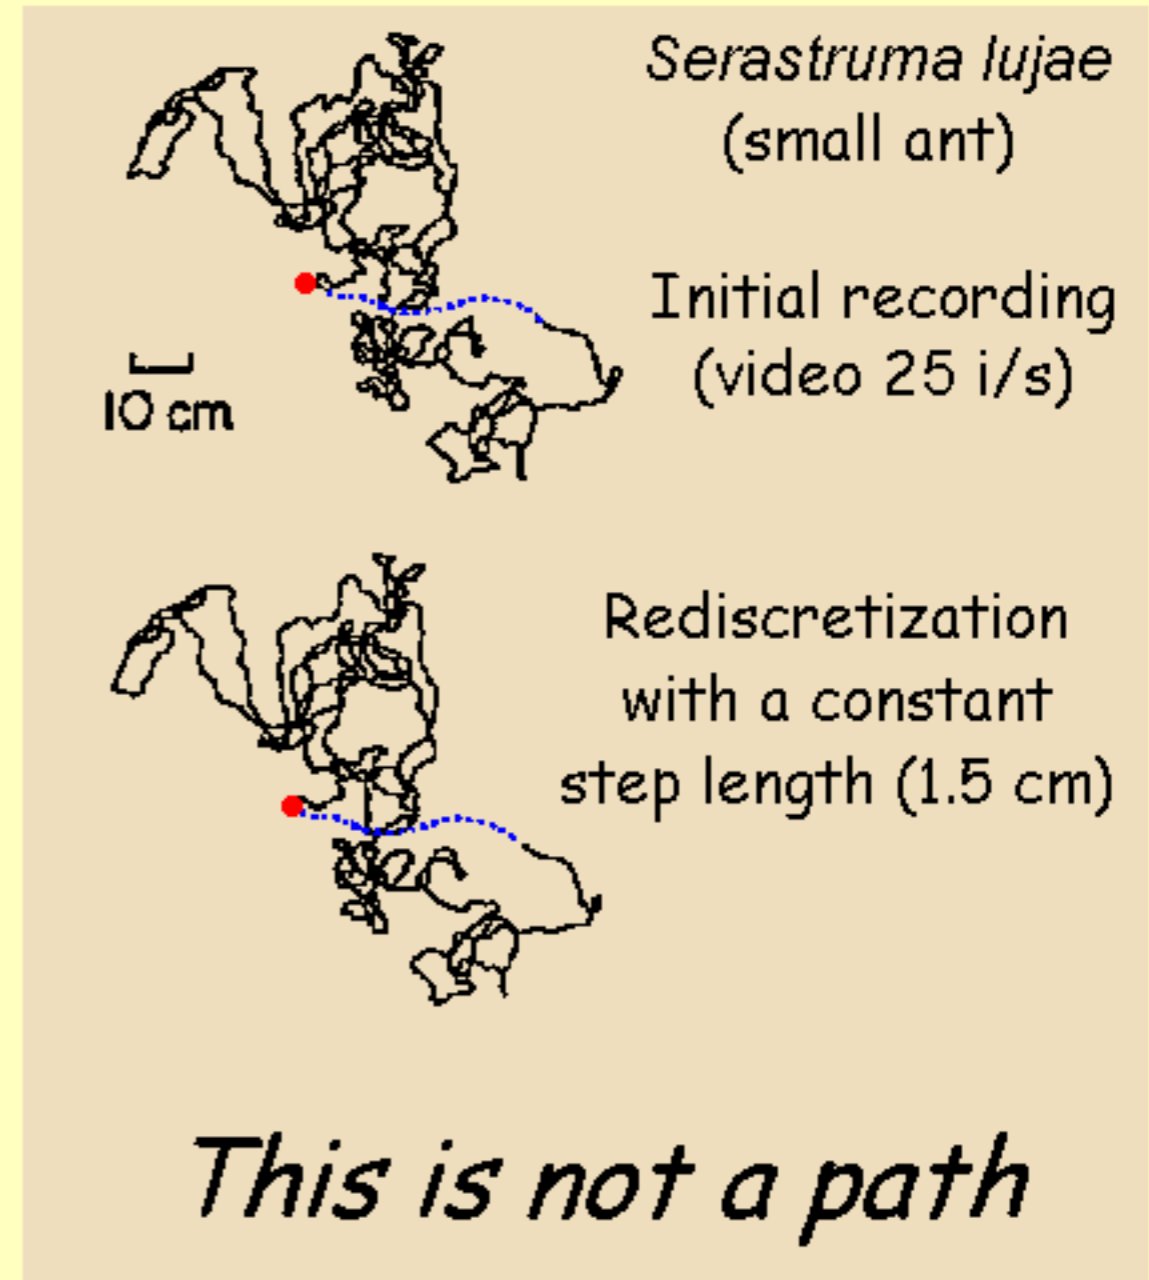 Serastruma lujae
(small ant)
Initial recording
(video 25 i/s)
10 cm
Rediscretization
with a constant
step length (1.5 cm)
This is not a path